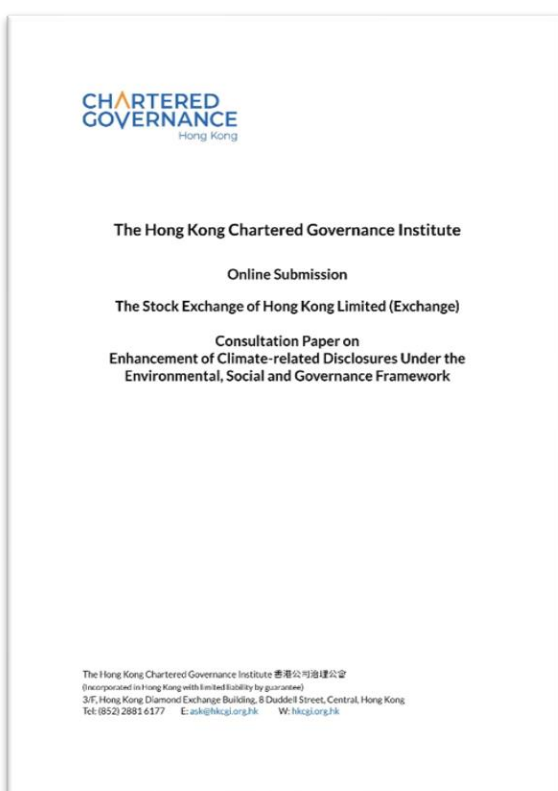 CHARTERED
GOVERNANCE
Hong Kong
The Hong Kong Chartered Governance Institute
Online Submission
The Stock Exchange of Hong Kong Limited (Exchange)
Consultation Paper on
Enhancement of Climate-related Disclosures Under the
Environmental, Social and Governance Framework
The Hong Kong Chartered Governance Institute 香港公司治理公會
(Incorporated in Hong Kong with limited liability by guarantee)
3/F, Hong Kong Diamond Exchange Building, 8 Duddell Street, Central, Hong Kong
Tel: (852) 2881 6177 E: ask@hkcgi.org.hk W: hkcgi.org.hk